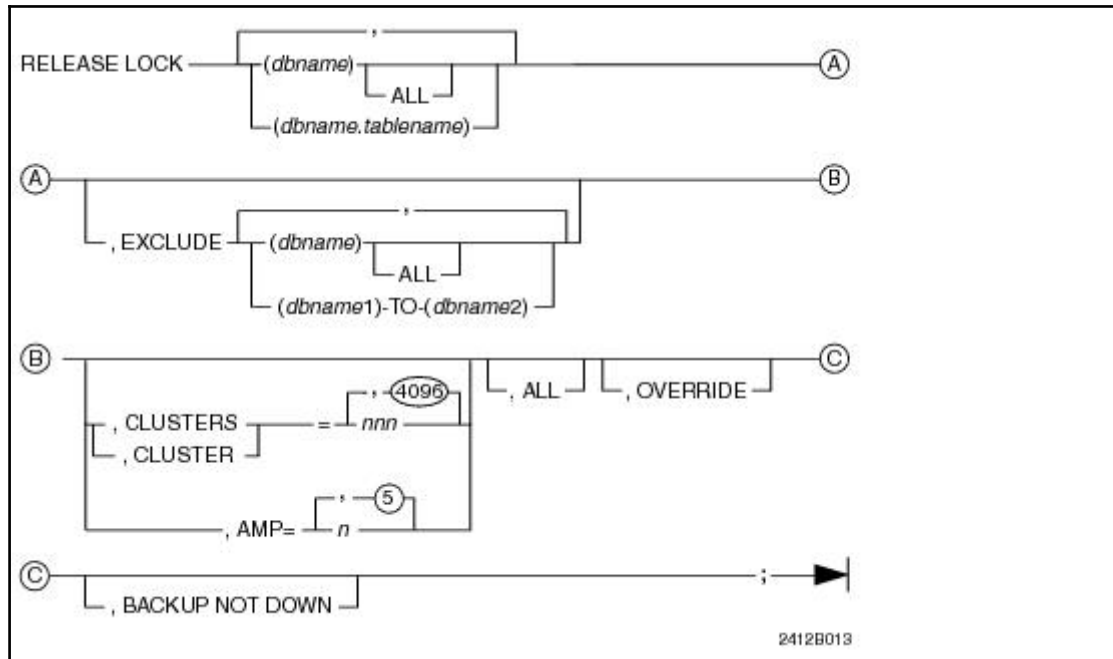 ,
RELEASE LOCK (dbname) A
ALL
(dbname.tablename)
A B
,
, EXCLUDE (dbname)
ALL
(dbname1)-TO-(dbname2)
B C
, 4096 , ALL , OVERRIDE
, CLUSTERS = nnn
, CLUSTER
, 5
, AMP= n
C ;
, BACKUP NOT DOWN
2412B013